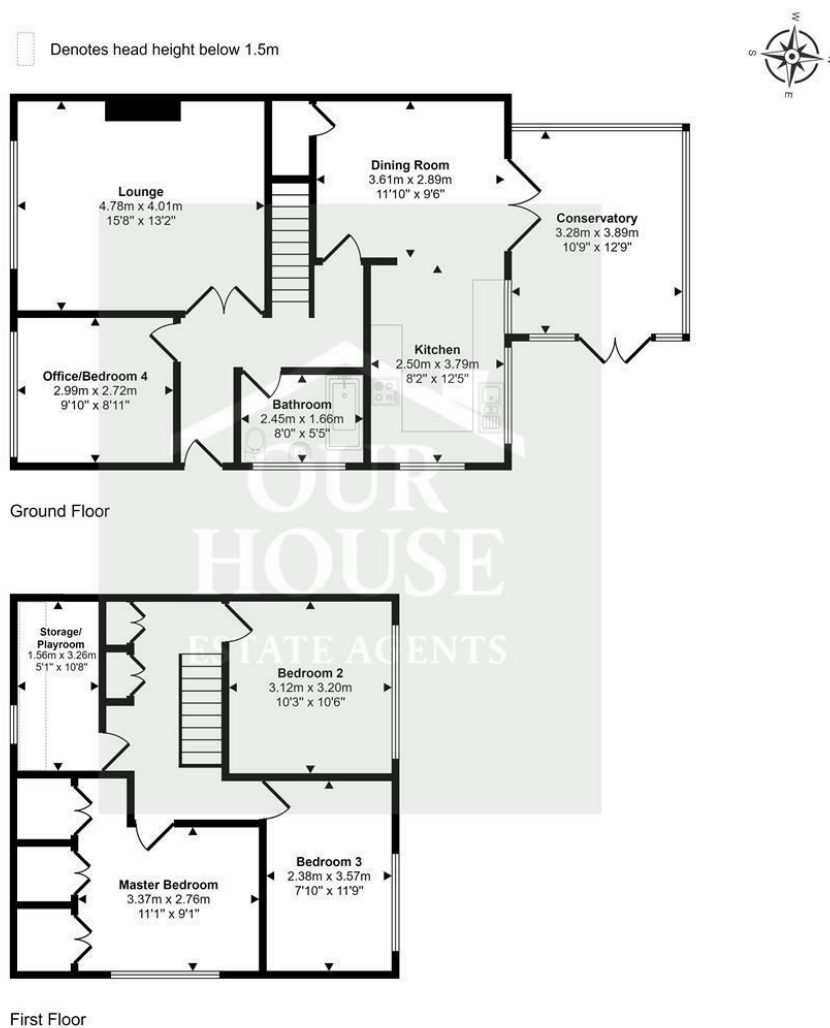 Denotes head height below 1.5m
W
S
N
E
Lounge
4.78m x 4.01m
15'8" x 13'2"
Dining Room
3.61m x 2.89m
11'10" x 9'6"
Conservatory
3.28m x 3.89m
10'9" x 12'9"
Office/Bedroom 4
2.99m x 2.72m
9'10" x 8'11"
Bathroom
2.45m x 1.66m
8'0" x 5'5"
Kitchen
2.50m x 3.79m
8'2" x 12'5"
Ground Floor
OUR
HOUSE
ESTATE AGENTS
Storage/
Playroom
1.56m x 3.26m
5'1" x 10'8"
Bedroom 2
3.12m x 3.20m
10'3" x 10'6"
Master Bedroom
3.37m x 2.76m
11'1" x 9'1"
Bedroom 3
2.38m x 3.57m
7'10" x 11'9"
First Floor